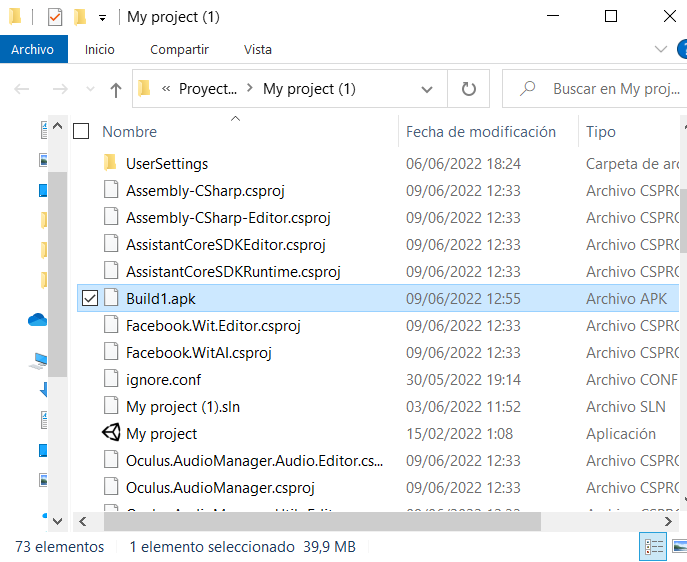 My project (1)
Archivo Inicio Compartir Vista
« Proyect... > My project (1) Buscar en My proj...
Nombre Fecha de modificación Tipo
UserSettings 06/06/2022 18:24 Carpeta de arc
Assembly-CSharp.csproj 09/06/2022 12:33 Archivo CSPRO
Assembly-CSharp-Editor.csproj 09/06/2022 12:33 Archivo CSPRO
AssistantCoreSDKEditor.csproj 09/06/2022 12:33 Archivo CSPRO
AssistantCoreSDKRuntime.csproj 09/06/2022 12:33 Archivo CSPRO
Build1.apk 09/06/2022 12:55 Archivo APK
Facebook.Wit.Editor.csproj 09/06/2022 12:33 Archivo CSPRO
Facebook.WitAI.csproj 09/06/2022 12:33 Archivo CSPRO
ignore.conf 30/05/2022 19:14 Archivo CONF
My project (1).sln 03/06/2022 11:52 Archivo SLN
My project 15/02/2022 1:08 Aplicación
Oculus.AudioManager.Audio.Editor.cs... 09/06/2022 12:33 Archivo CSPRO
Oculus.AudioManager.csproj 09/06/2022 12:33 Archivo CSPRO
73 elementos 1 elemento seleccionado 39,9 MB